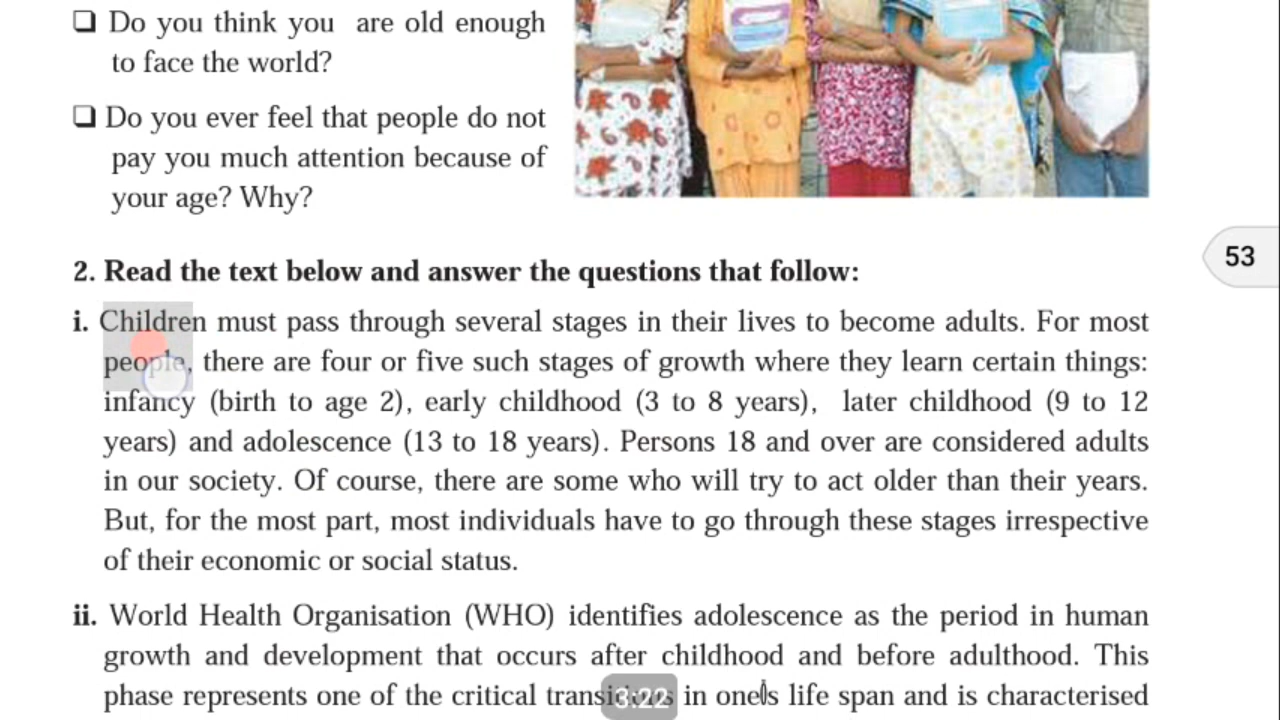 ❑ Do you think you are old enough
to face the world?
❑ Do you ever feel that people do not
pay you much attention because of
your age? Why?
53
2. Read the text below and answer the questions that follow:
i. Children must pass through several stages in their lives to become adults. For most
people, there are four or five such stages of growth where they learn certain things:
infancy (birth to age 2), early childhood (3 to 8 years), later childhood (9 to 12
years) and adolescence (13 to 18 years). Persons 18 and over are considered adults
in our society. Of course, there are some who will try to act older than their years.
But, for the most part, most individuals have to go through these stages irrespective
of their economic or social status.
ii. World Health Organisation (WHO) identifies adolescence as the period in human
growth and development that occurs after childhood and before adulthood. This
phase represents one of the critical in one's life span and is characterised
3:22